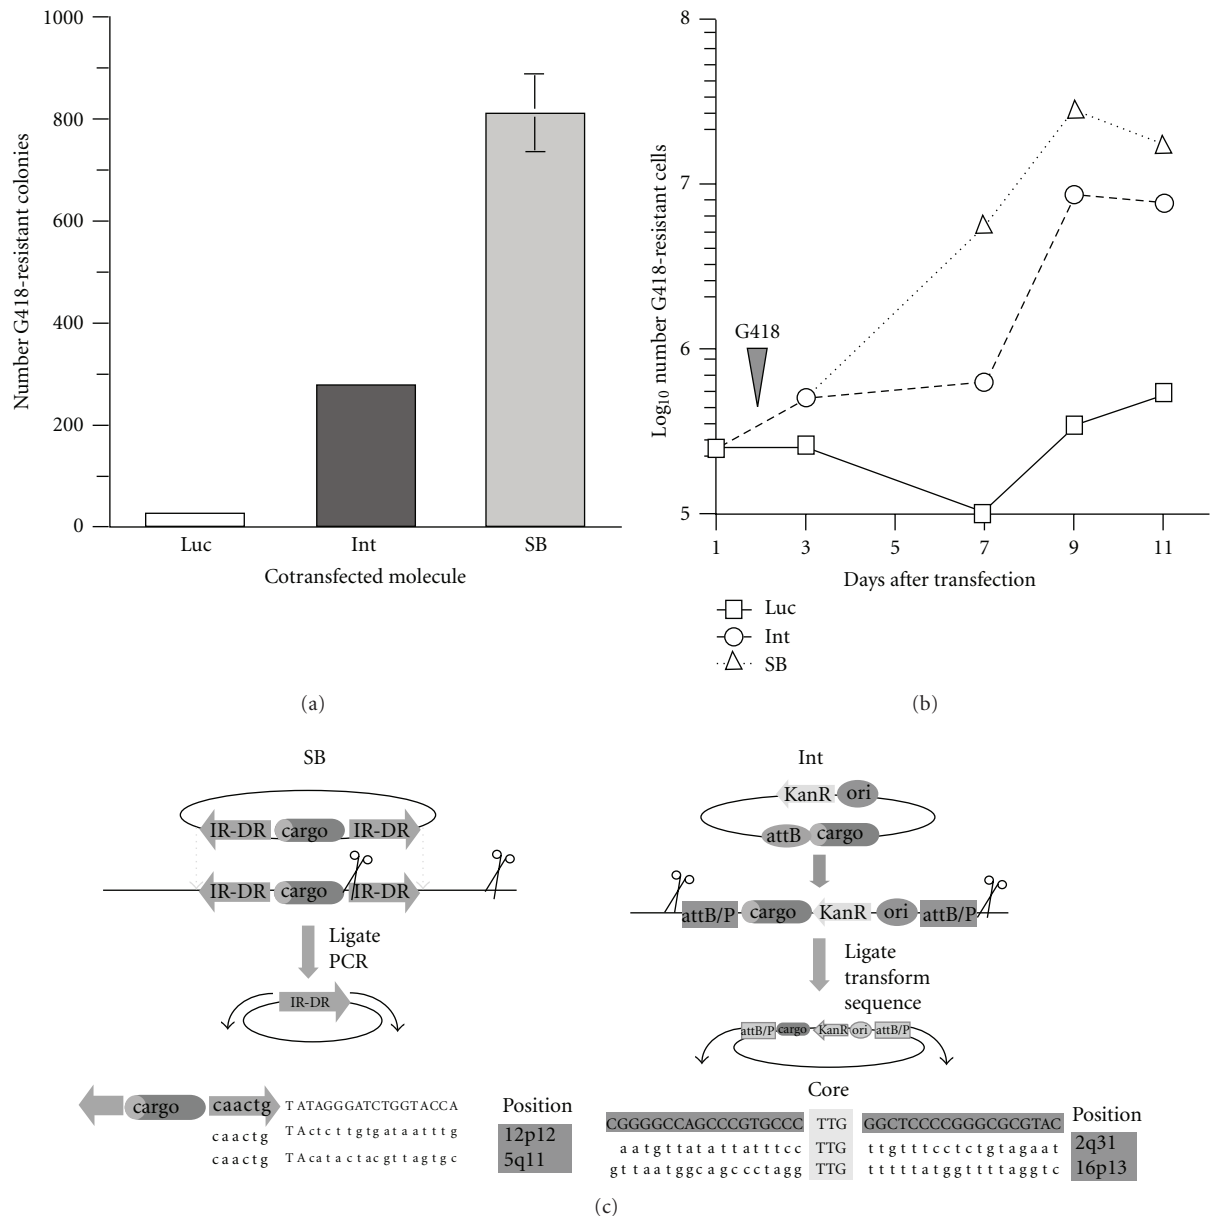 1000
800
600
400
200
0
Number G418-resistant colonies
Luc
Int
SB
Cotransfected molecule
(a)
8
7
6
5
Log10 number G418-resistant cells
G418
1
3
5
7
9
11
Days after transfection
Luc
Int
SB
(b)
SB
IR-DR cargo IR-DR
IR-DR cargo IR-DR
Ligate
PCR
IR-DR
cargo caactg TATAGGGATCTGGTACCA
caactg TActcttgtgataatttg
caactg TAcatactacgttagtgc
Position
12p12
5q11
Int
KanR ori
attB cargo
attB/P cargo KanR ori attB/P
Ligate
transform
sequence
attB/P cargo KanR ori attB/P
Core
CGGGGCCAGCCCGTGCCC TTG GGCTCCCCGGGCGCGTAC
aatgttatattatttcc TTG ttgtttcctctgtagaat
gttaatggcagccctagg TTG tttttatggttttaggtc
Position
2q31
16p13
(c)